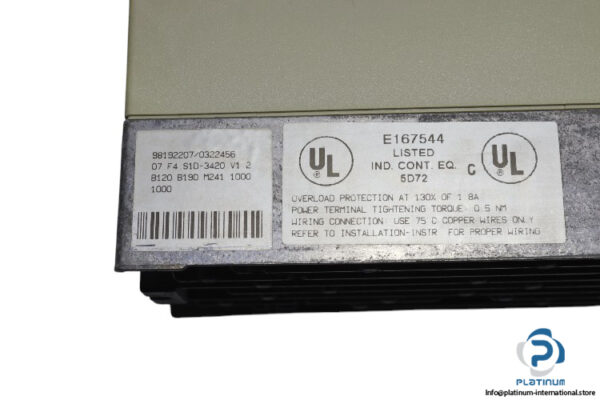 98192207/0322456
07 F4 S1D-3420 V1 2
B120 B190 M241 1000
1000
UL
E167544
LISTED
IND. CONT. EQ.
5D72
C
UL
OVERLOAD PROTECTION AT 130% OF 1 8A
POWER TERMINAL TIGHTENING TORQUE 0 5 NM
WIRING CONNECTION USE 75 C COPPER WIRES ONLY
REFER TO INSTALLATION-INSTR FOR PROPER WIRING
PLATINUM
info@platinum-international.store